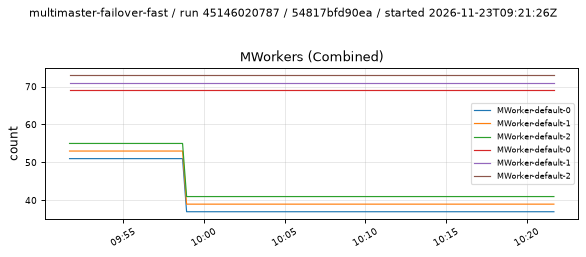 multimaster-failover-fast / run 45146020787 / 54817bfd90ea / started 2026-11-23T09:21:26Z
MWorkers (Combined)
count
70
60
50
40
MWorker-default-0
MWorker-default-1
MWorker-default-2
MWorker-default-0
MWorker-default-1
MWorker-default-2
09:55
10:00
10:05
10:10
10:15
10:20